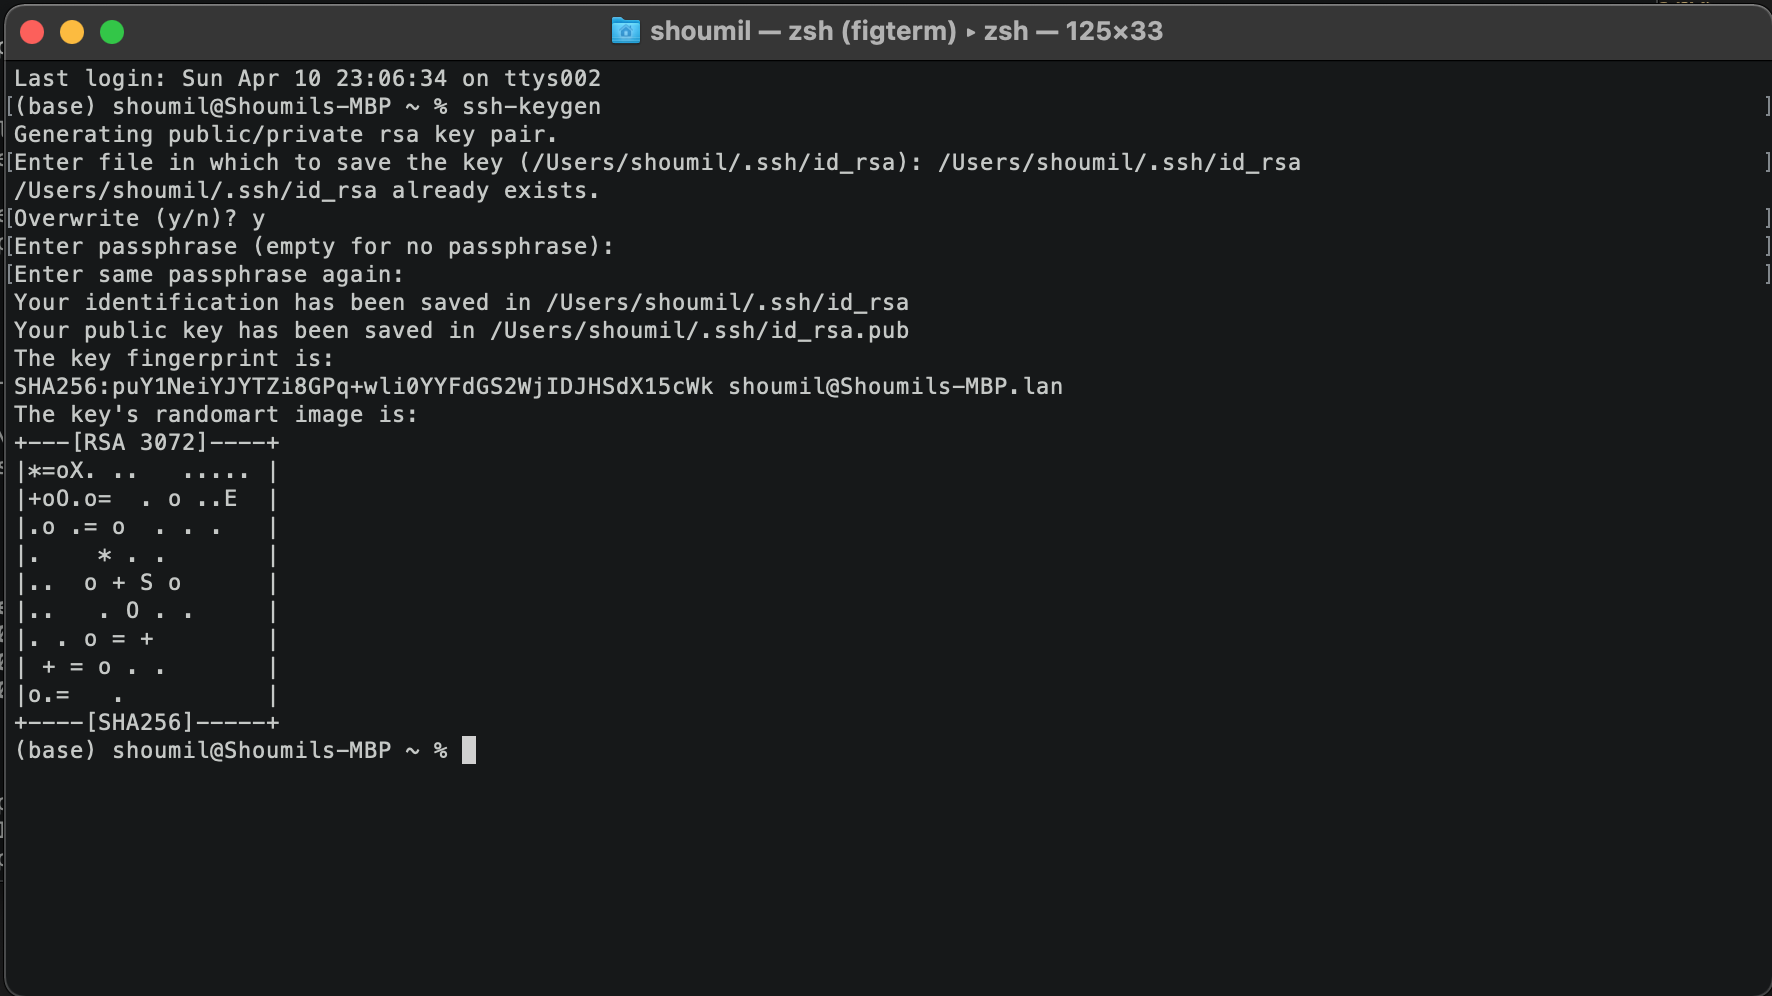 shoumil — zsh (figterm) ▸ zsh — 125×33
Last login: Sun Apr 10 23:06:34 on ttys002
[(base) shoumil@Shoumils-MBP ~ % ssh-keygen ]
Generating public/private rsa key pair.
[Enter file in which to save the key (/Users/shoumil/.ssh/id_rsa): /Users/shoumil/.ssh/id_rsa ]
/Users/shoumil/.ssh/id_rsa already exists.
[Overwrite (y/n)? y ]
[Enter passphrase (empty for no passphrase): ]
[Enter same passphrase again: ]
Your identification has been saved in /Users/shoumil/.ssh/id_rsa
Your public key has been saved in /Users/shoumil/.ssh/id_rsa.pub
The key fingerprint is:
SHA256:puY1NeiYJYTZi8GPq+wli0YYFdGS2WjIDJHSdX15cWk shoumil@Shoumils-MBP.lan
The key's randomart image is:
+---[RSA 3072]----+
|*=oX. ..   ..... |
|+oO.o=  . o ..E  |
|.o .= o  . . .   |
|.    * . .       |
|..  o + S o      |
|..   . O . .     |
|. . o = +        |
| + = o . .       |
|o.=   .          |
+----[SHA256]-----+
(base) shoumil@Shoumils-MBP ~ %